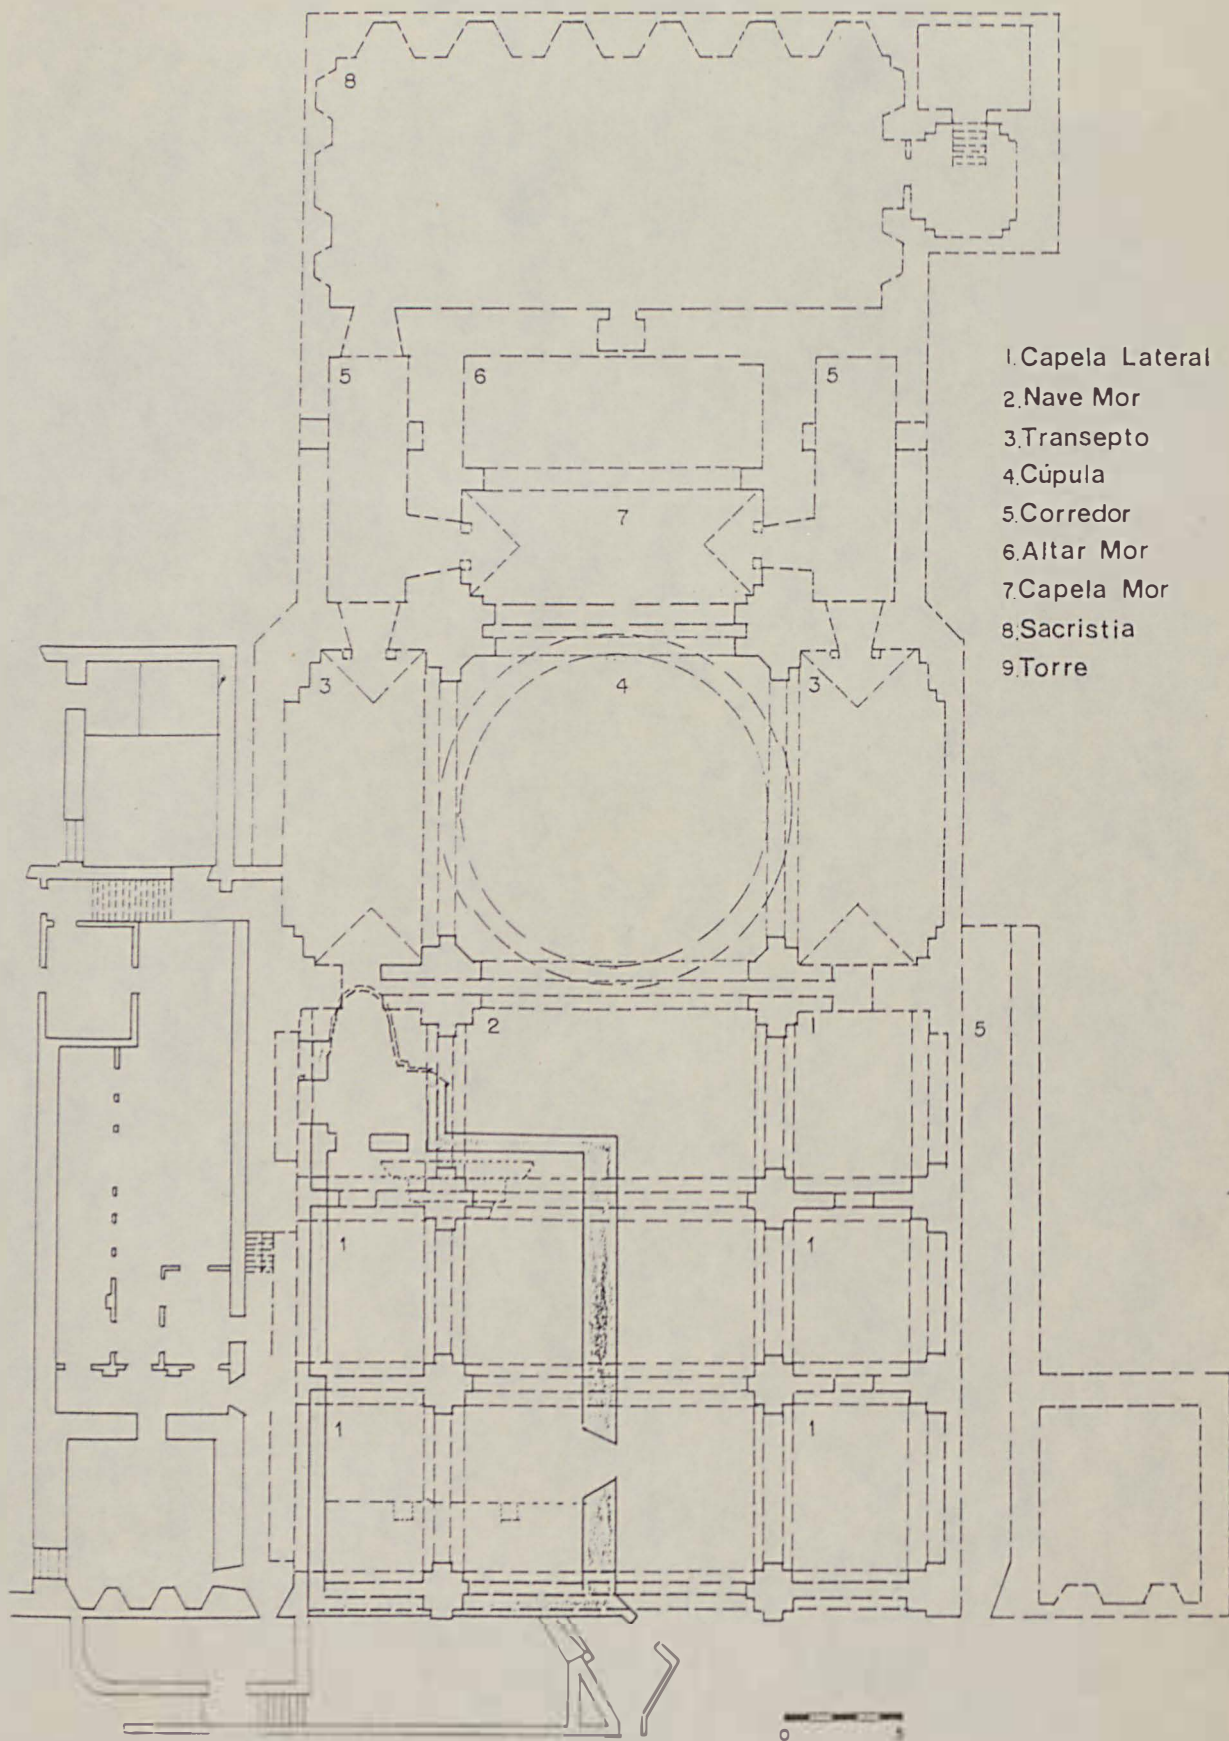 8
5
6
5
1.Capela Lateral
2.Nave Mor
3.Transepto
4.Cúpula
5.Corredor
6.Altar Mor
7.Capela Mor
8.Sacristia
9.Torre
7
3
4
3
2
1
5
1
1
1
1
0 5